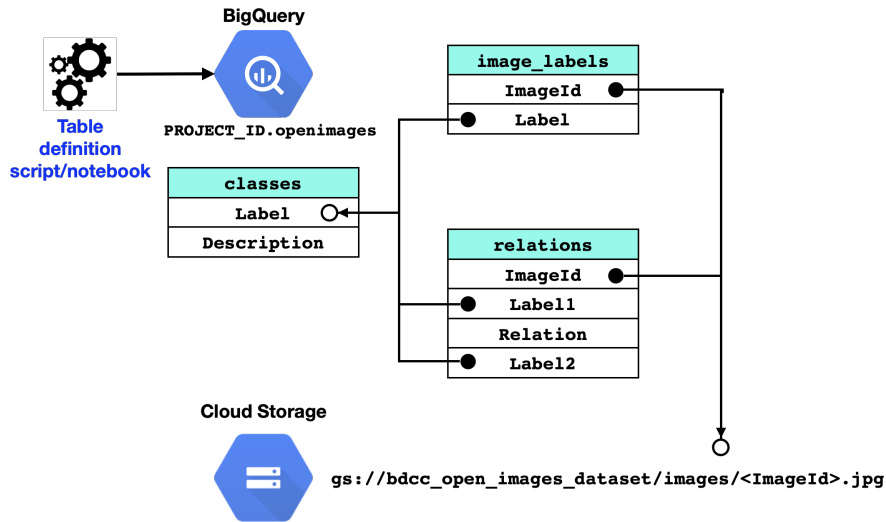 BigQuery
Table
definition
script/notebook
PROJECT_ID.openimages
image_labels
ImageId
Label
classes
Label
Description
relations
ImageId
Label1
Relation
Label2
Cloud Storage
gs://bdcc_open_images_dataset/images/<ImageId>.jpg